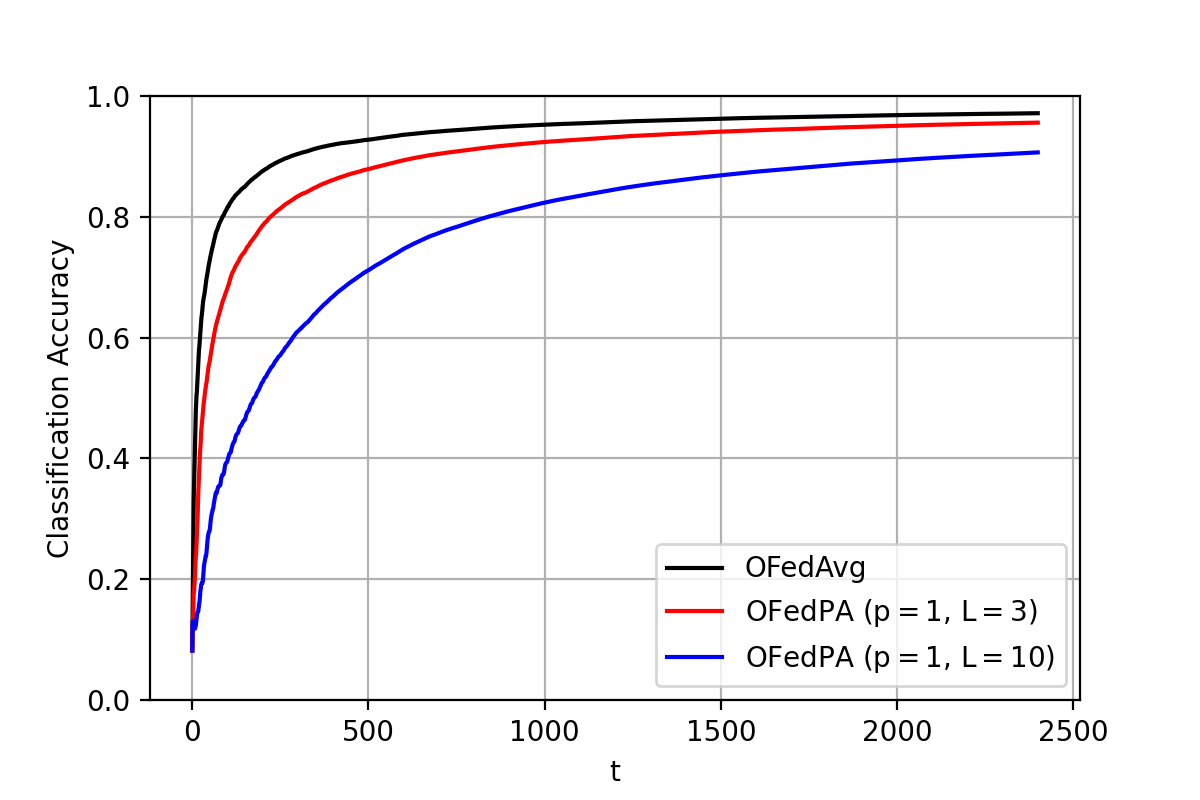 1.0
0.8
0.6
0.4
0.2
0.0
Classification Accuracy
OFedAvg
OFedPA (p = 1, L = 3)
OFedPA (p = 1, L = 10)
0 500 1000 1500 2000 2500
t